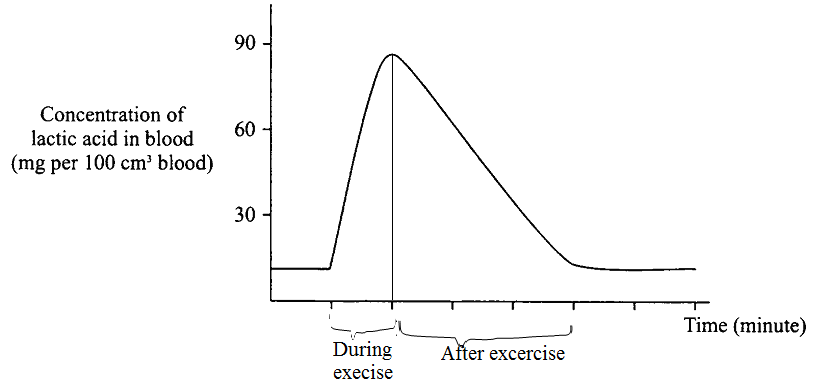 90
Concentration of
lactic acid in blood
(mg per 100 cm³ blood)
60
30
Time (minute)
During
execise
After excercise